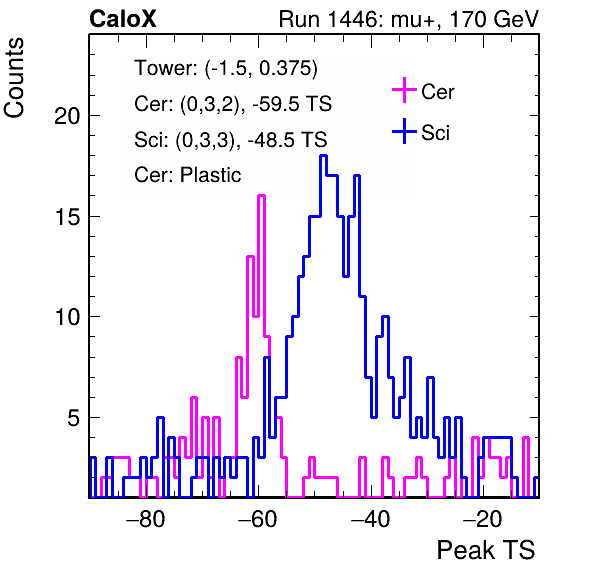 CaloX Run 1446: mu+, 170 GeV
Counts
Tower: (-1.5, 0.375)
Cer: (0,3,2), -59.5 TS
Sci: (0,3,3), -48.5 TS
Cer: Plastic
Cer
Sci
20
15
10
5
−80 −60 −40 −20
Peak TS